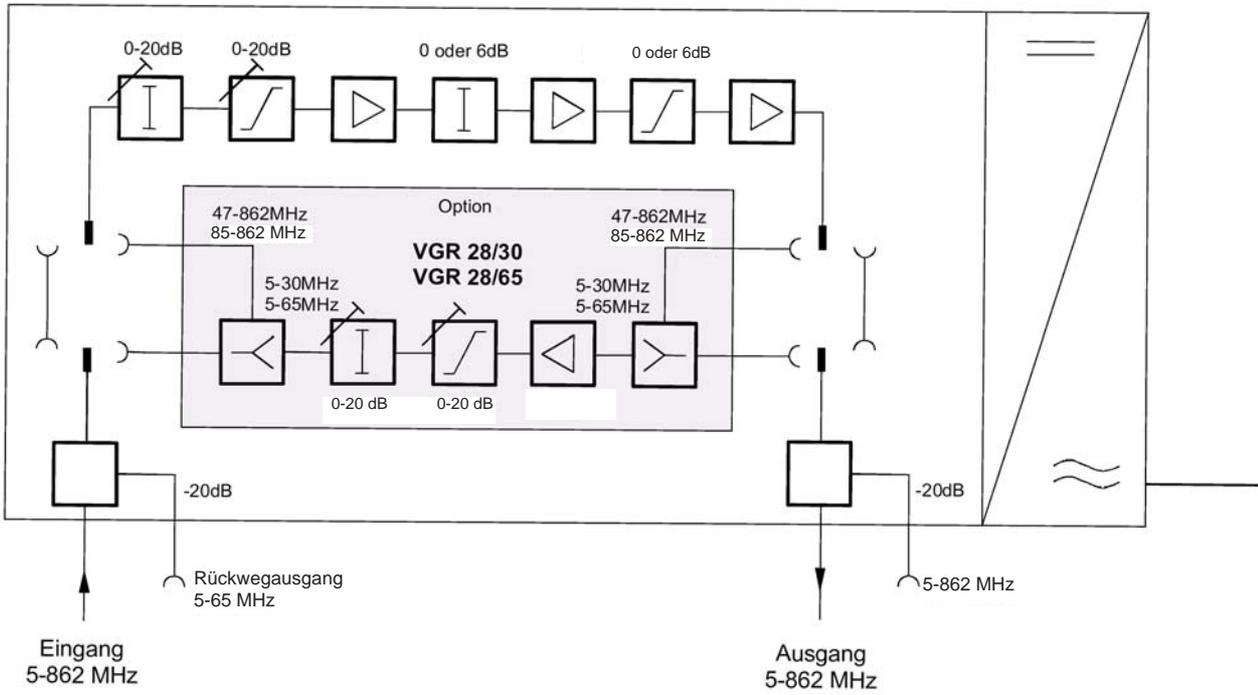 0-20dB
0-20dB
0 oder 6dB
0 oder 6dB
Option
47-862MHz
85-862 MHz
47-862MHz
85-862 MHz
VGR 28/30
VGR 28/65
5-30MHz
5-65MHz
5-30MHz
5-65MHz
0-20 dB
0-20 dB
-20dB
-20dB
Rückwegausgang
5-65 MHz
5-862 MHz
Eingang
5-862 MHz
Ausgang
5-862 MHz